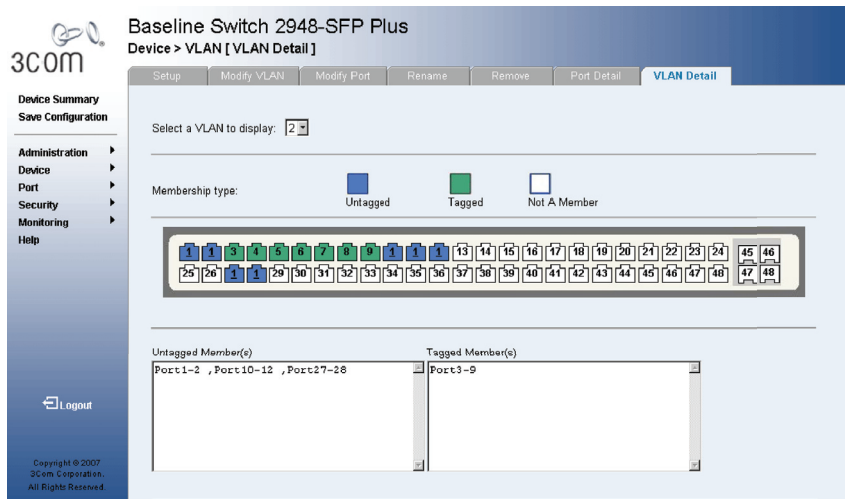 3COM
Baseline Switch 2948-SFP Plus
Device > VLAN [ VLAN Detail ]
Setup Modify VLAN Modify Port Rename Remove Port Detail VLAN Detail
Device Summary
Save Configuration
Administration
Device
Port
Security
Monitoring
Help
Logout
Copyright © 2007
3Com Corporation.
All Rights Reserved.
Select a VLAN to display: 2
Membership type:
Untagged Tagged Not A Member
1 1 3 4 5 6 7 8 9 1 1 1 13 14 15 16 17 18 19 20 21 22 23 24 45 46
25 26 1 1 29 30 31 32 33 34 35 36 37 38 39 40 41 42 43 44 45 46 47 48 47 48
Untagged Member(s) Tagged Member(s)
Port1-2 ,Port10-12 ,Port27-28 Port3-9